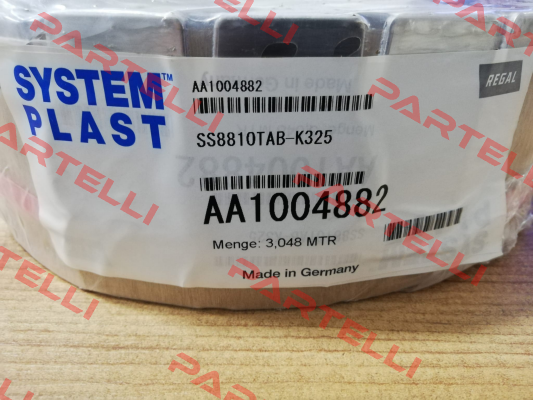 SYSTEM™
PLAST
AA1004882
REGAL
SS8810TAB-K325
AA1004882
Menge: 3,048 MTR
Made in Germany
PARTELLI
PARTELLI
PARTELLI
PARTELLI
PARTELLI